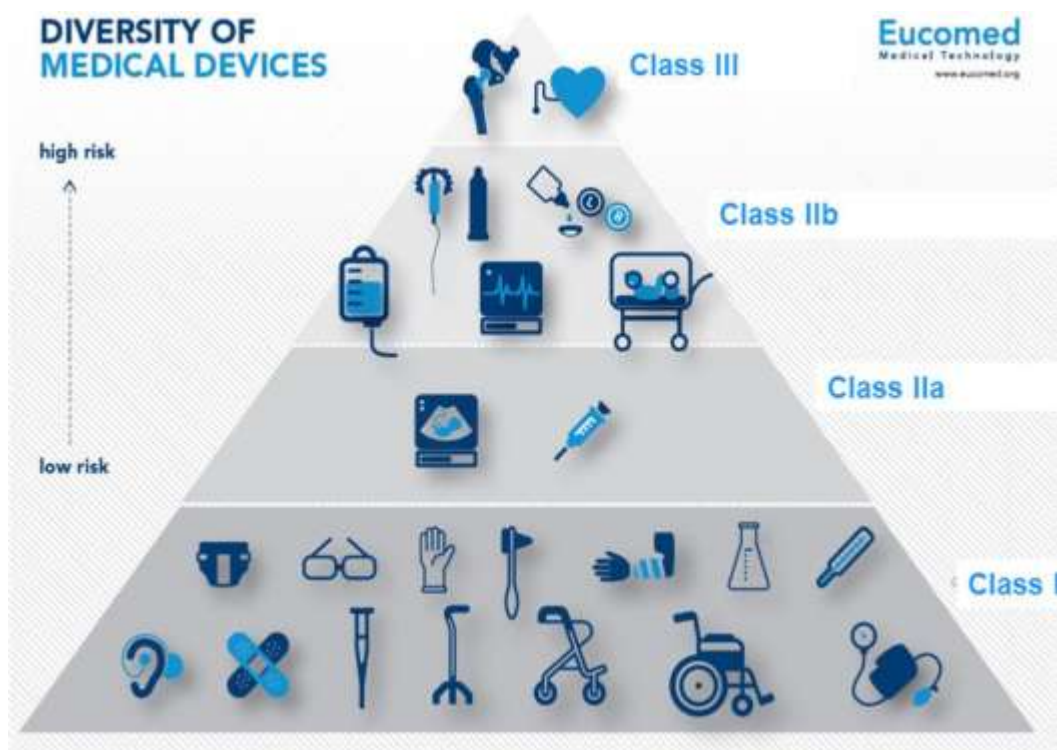 DIVERSITY OF
MEDICAL DEVICES
Eucomed
Medical Technology
www.eucomed.org
Class III
high risk
Class IIb
Class IIa
low risk
Class I